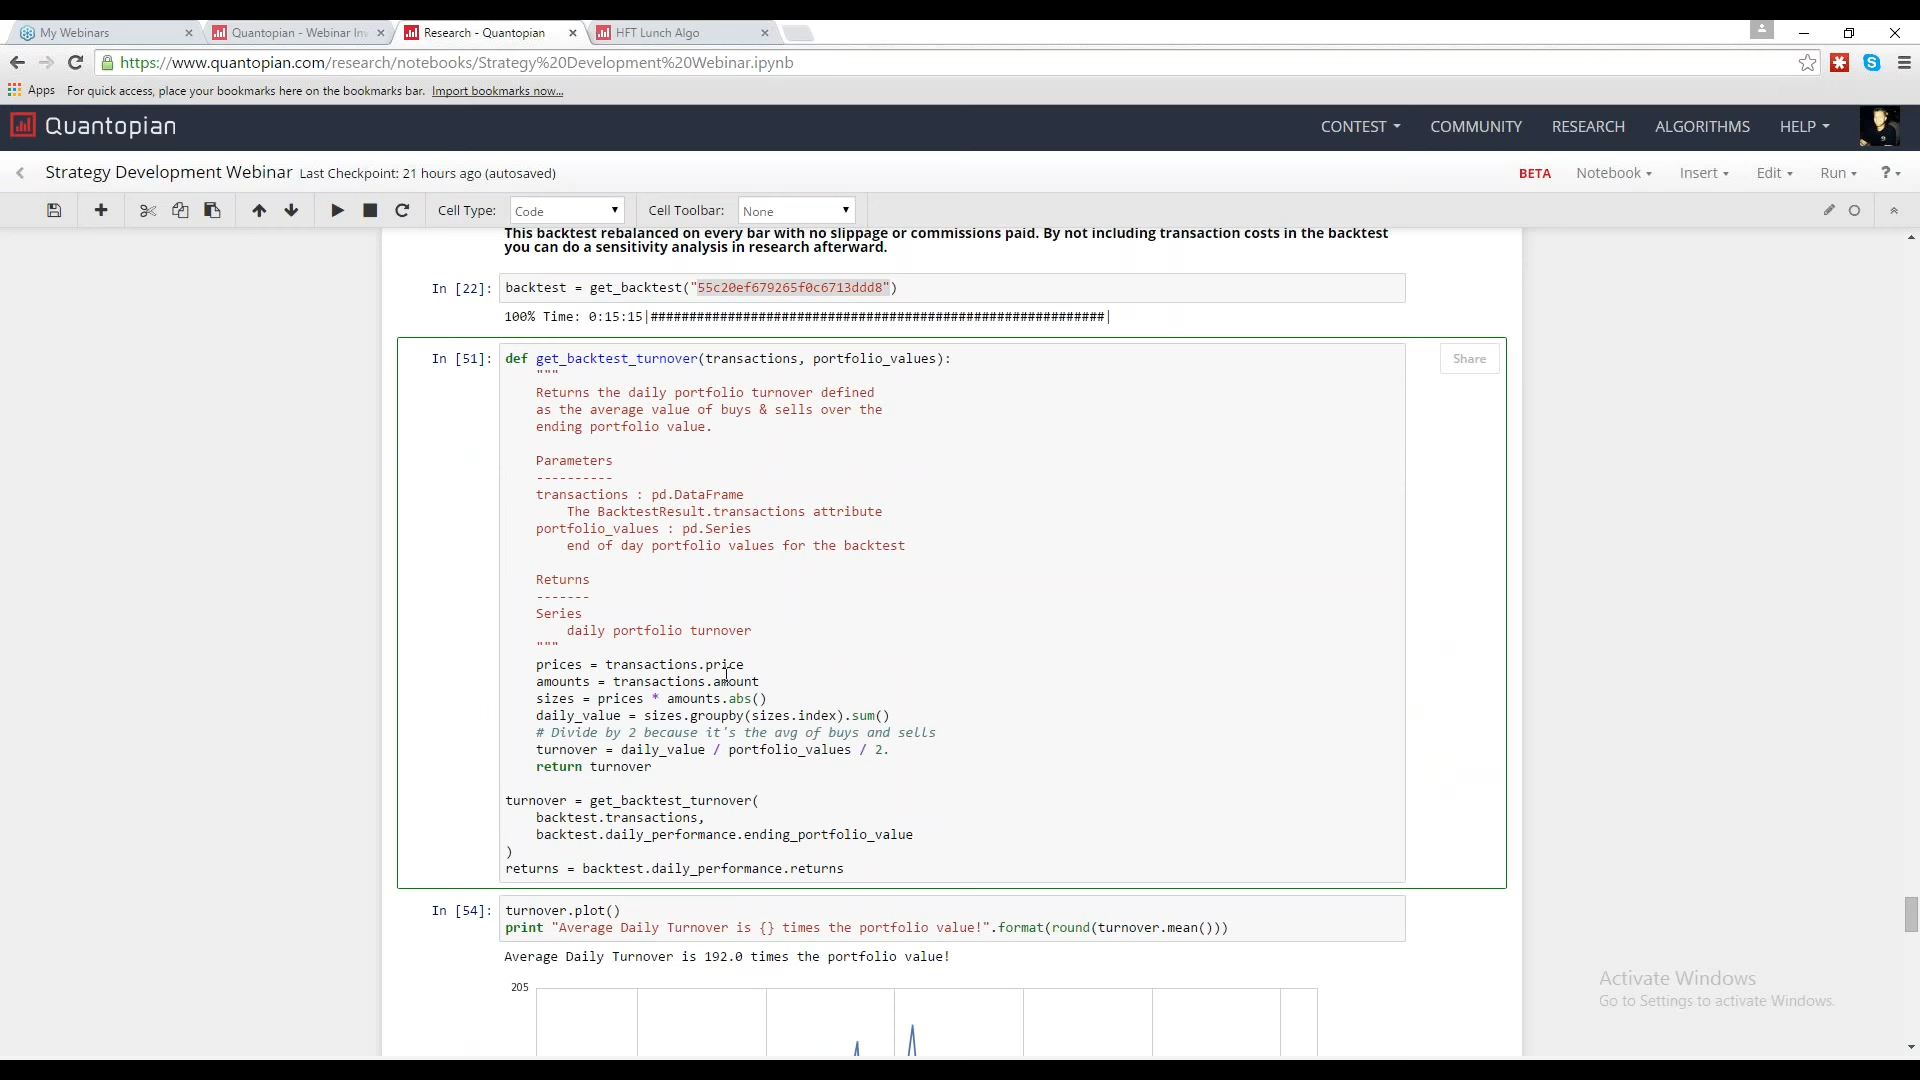 My Webinars
Quantopian - Webinar Inv
Research - Quantopian
HFT Lunch Algo
https://www.quantopian.com/research/notebooks/Strategy%20Development%20Webinar.ipynb
Apps For quick access, place your bookmarks here on the bookmarks bar. Import bookmarks now...
Quantopian
CONTEST COMMUNITY RESEARCH ALGORITHMS HELP
Strategy Development Webinar Last Checkpoint: 21 hours ago (autosaved)
BETA Notebook Insert Edit Run ?
Cell Type: Code Cell Toolbar: None
This backtest rebalanced on every bar with no slippage or commissions paid. By not including transaction costs in the backtest
you can do a sensitivity analysis in research afterward.
In [22]: backtest = get_backtest("55c20ef679265f0c6713ddd8")
100% Time: 0:15:15|###########################################################|
In [51]: def get_backtest_turnover(transactions, portfolio_values):
Share
"""
Returns the daily portfolio turnover defined
as the average value of buys & sells over the
ending portfolio value.
Parameters
----------
transactions : pd.DataFrame
The BacktestResult.transactions attribute
portfolio_values : pd.Series
end of day portfolio values for the backtest
Returns
-------
Series
daily portfolio turnover
"""
prices = transactions.price
amounts = transactions.amount
sizes = prices * amounts.abs()
daily_value = sizes.groupby(sizes.index).sum()
# Divide by 2 because it's the avg of buys and sells
turnover = daily_value / portfolio_values / 2.
return turnover
turnover = get_backtest_turnover(
backtest.transactions,
backtest.daily_performance.ending_portfolio_value
)
returns = backtest.daily_performance.returns
In [54]: turnover.plot()
print "Average Daily Turnover is {} times the portfolio value!".format(round(turnover.mean()))
Average Daily Turnover is 192.0 times the portfolio value!
205
Activate Windows
Go to Settings to activate Windows.